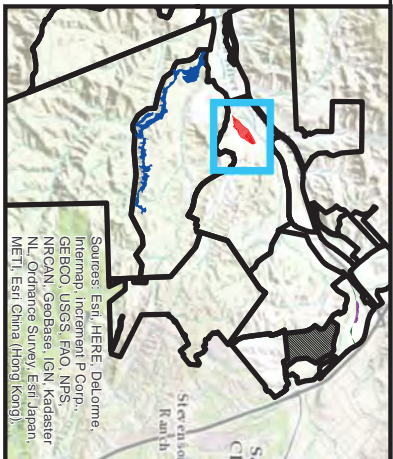 Sources: Esri, HERE, DeLorme,
Intermap, increment P Corp.,
GEBCO, USGS, FAO, NPS,
NRCAN, GeoBase, IGN, Kadaster
NL, Ordnance Survey, Esri Japan,
METI, Esri China (Hong Kong),
Stevenso
Ranch